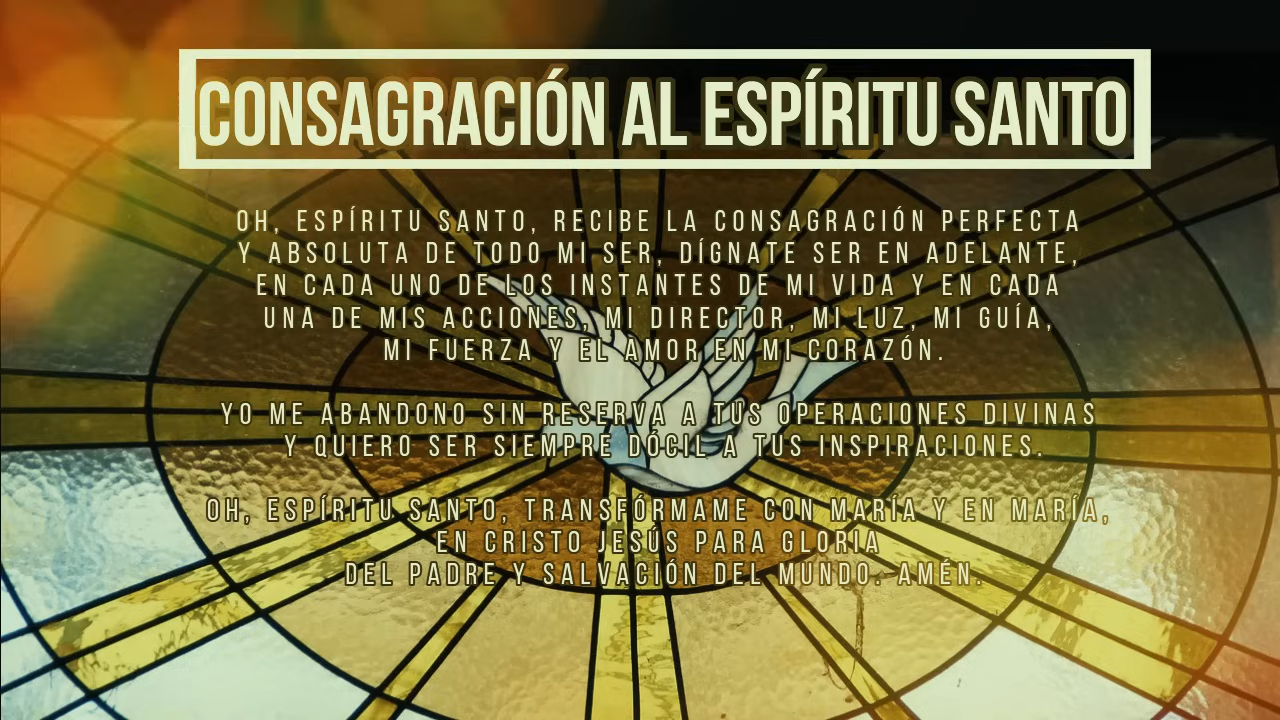 CONSAGRACIÓN AL ESPÍRITU SANTO
OH, ESPÍRITU SANTO, RECIBE LA CONSAGRACIÓN PERFECTA
Y ABSOLUTA DE TODO MI SER, DÍGNATE SER EN ADELANTE,
EN CADA UNO DE LOS INSTANTES DE MI VIDA Y EN CADA
UNA DE MIS ACCIONES, MI DIRECTOR, MI LUZ, MI GUÍA,
MI FUERZA Y EL AMOR EN MI CORAZÓN.
YO ME ABANDONO SIN RESERVA A TUS OPERACIONES DIVINAS
Y QUIERO SER SIEMPRE DÓCIL A TUS INSPIRACIONES.
OH, ESPÍRITU SANTO, TRANSFÓRMAME CON MARÍA Y EN MARÍA,
EN CRISTO JESÚS PARA GLORIA
DEL PADRE Y SALVACIÓN DEL MUNDO. AMÉN.